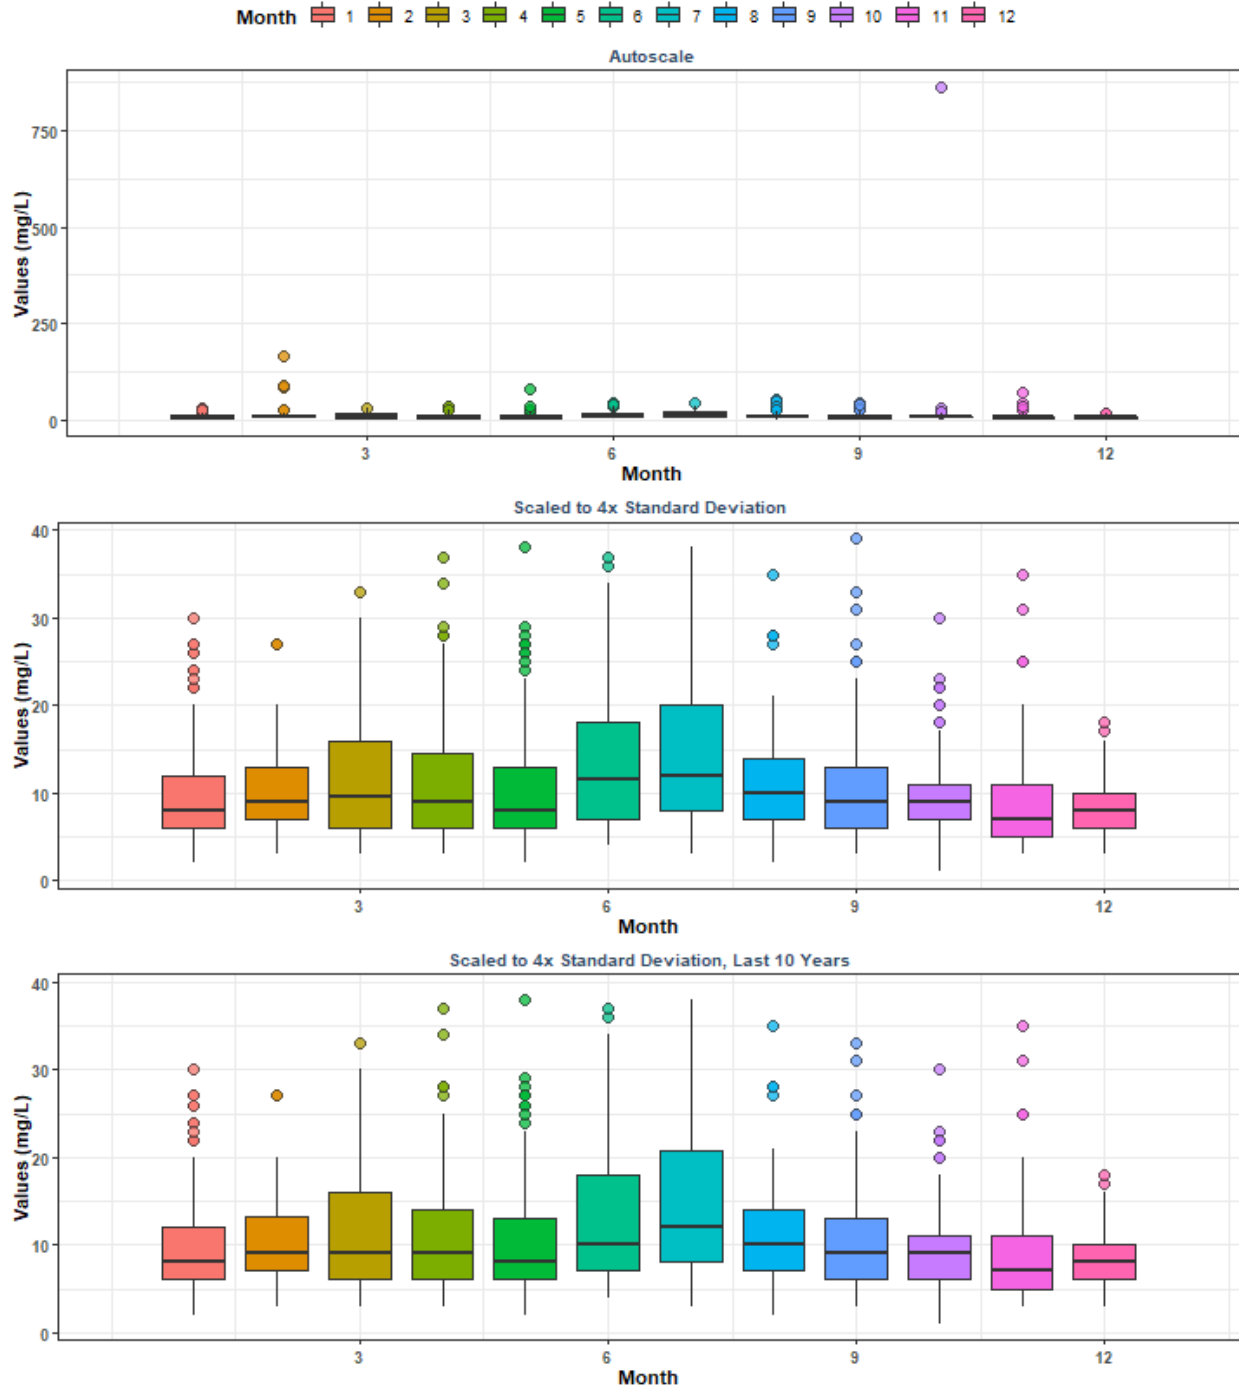 Month 1 2 3 4 5 6 7 8 9 10 11 12
Autoscale
Values (mg/L)
750
500
250
0
3 6 9 12
Month
Scaled to 4x Standard Deviation
Values (mg/L)
40
30
20
10
0
3 6 9 12
Month
Scaled to 4x Standard Deviation, Last 10 Years
Values (mg/L)
40
30
20
10
0
3 6 9 12
Month